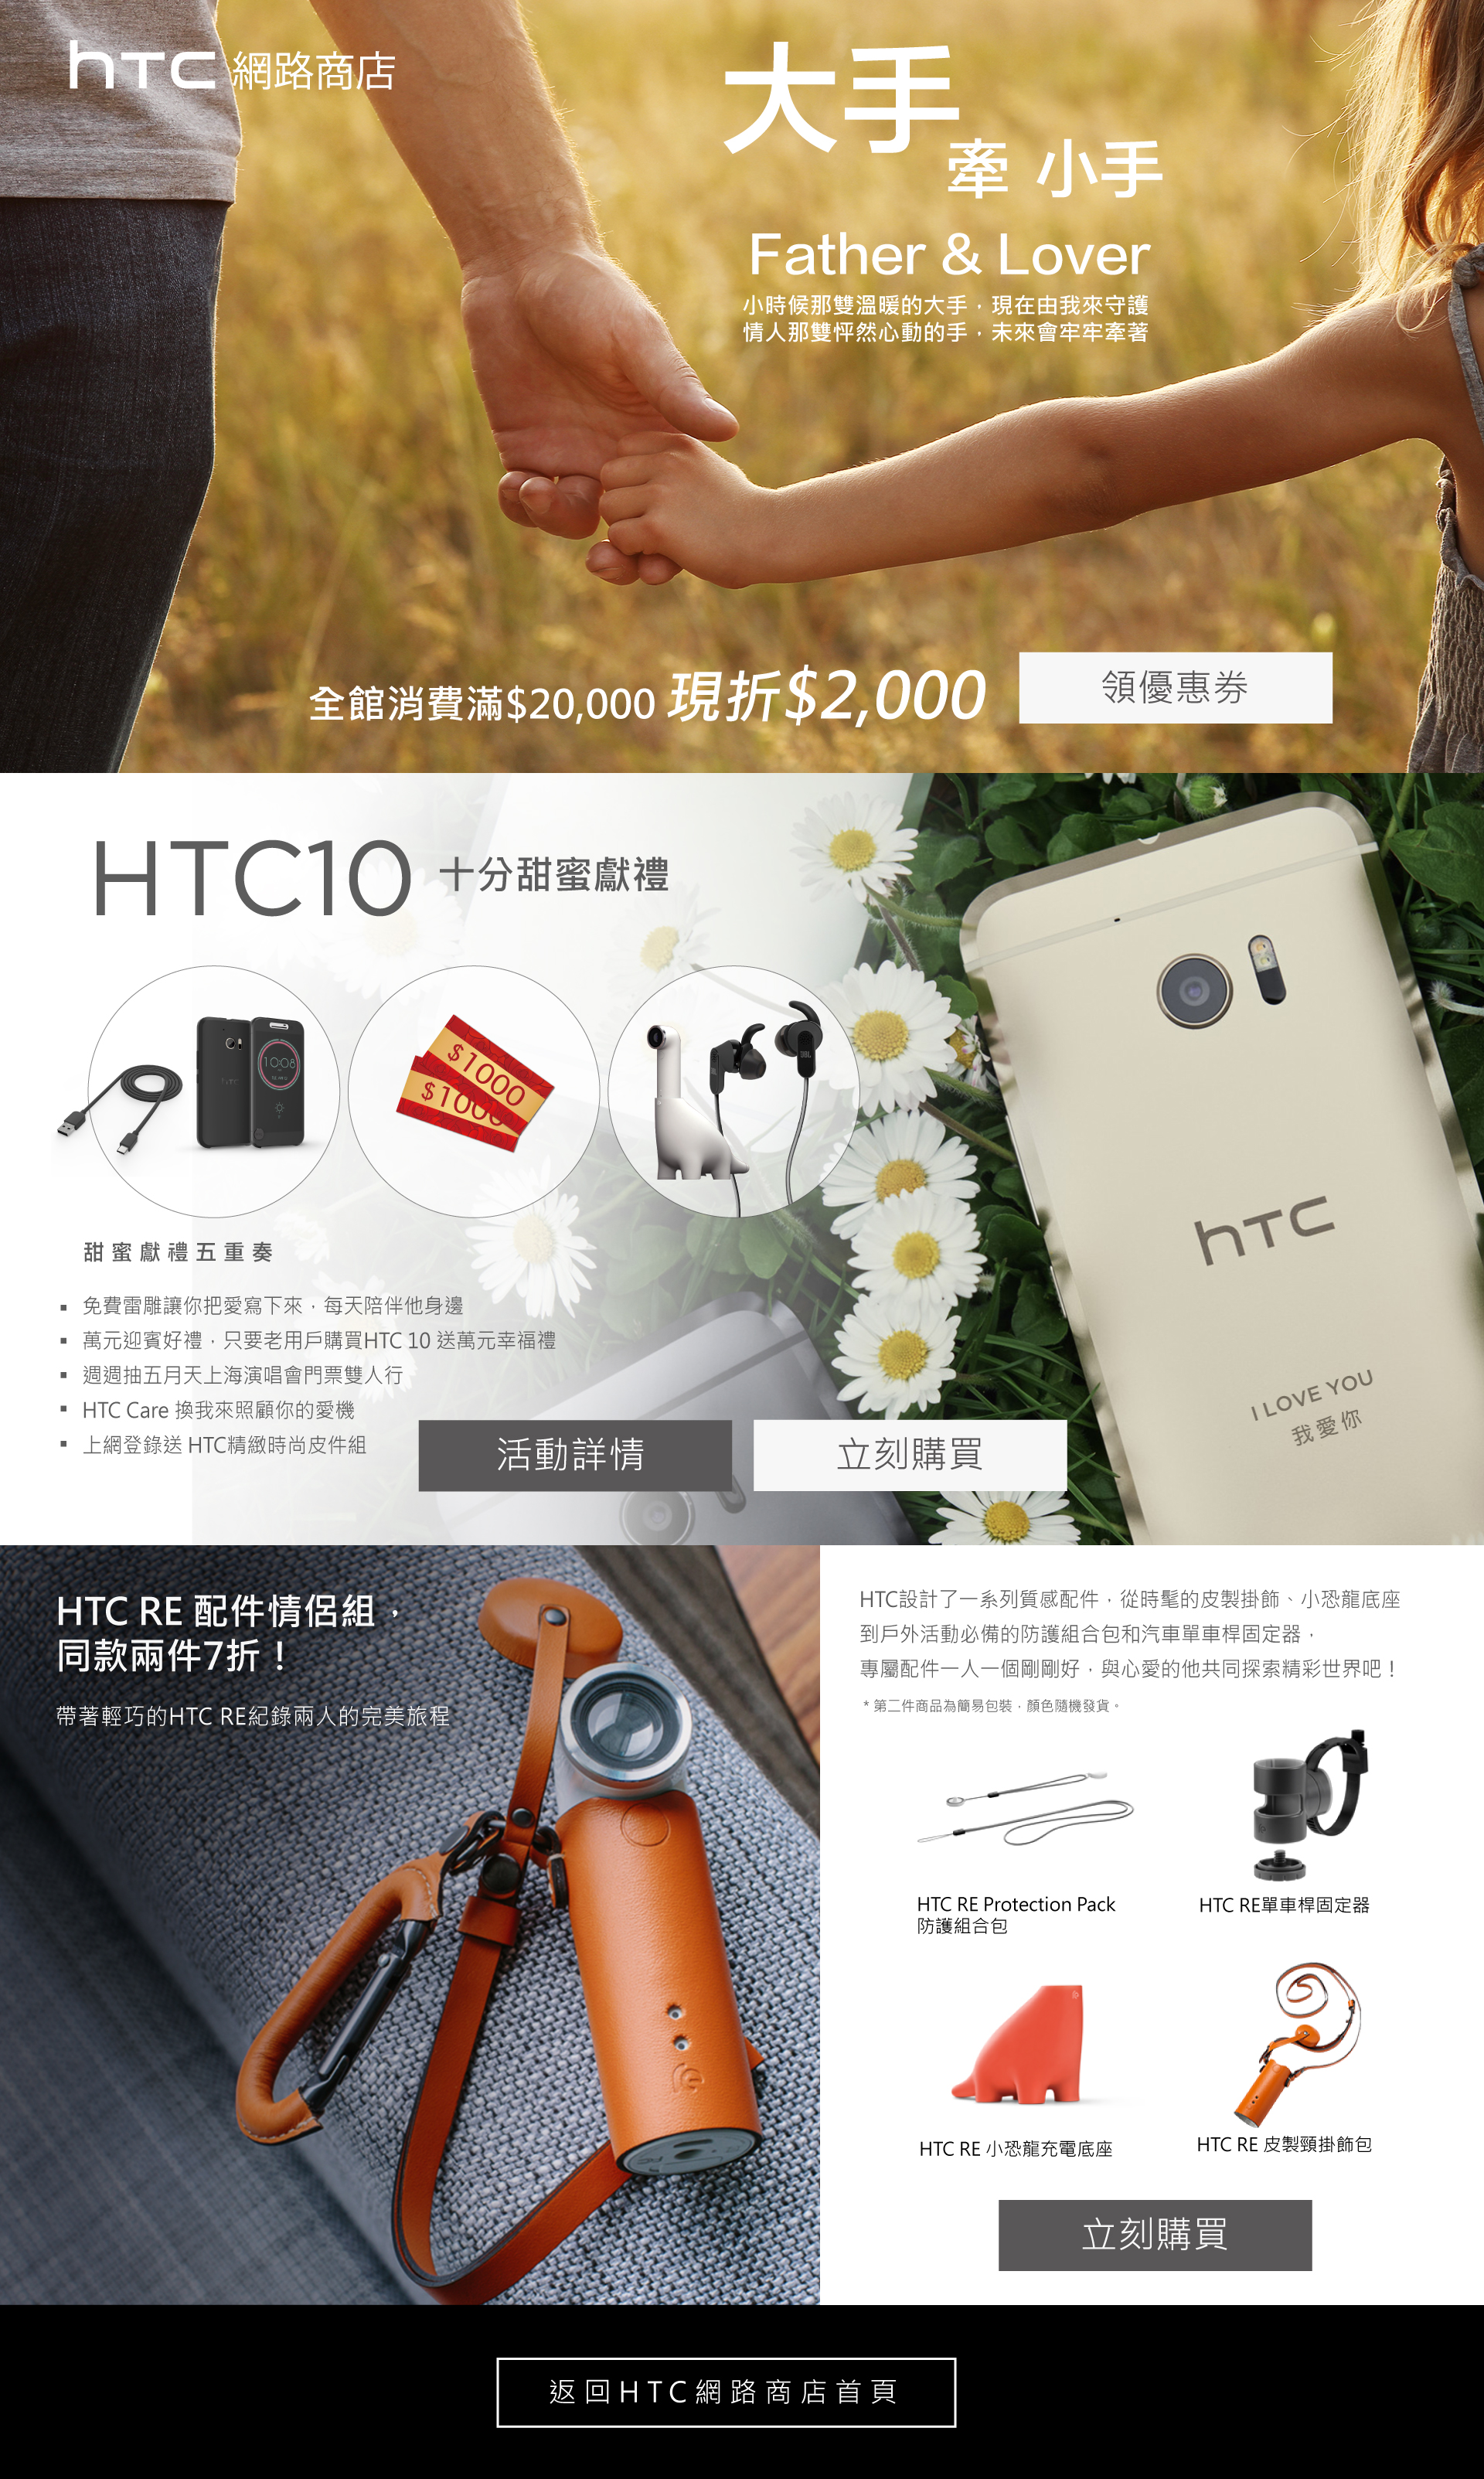 hTC 網路商店
大手
牽 小手
Father & Lover
小時候那雙溫暖的大手，現在由我來守護
情人那雙怦然心動的手，未來會牢牢牽著
全館消費滿$20,000 現折$2,000
領優惠券
HTC10 十分甜蜜獻禮
10:08
$1000
$1000
JBL
JBL
甜蜜獻禮五重奏
▪ 免費雷雕讓你把愛寫下來，每天陪伴他身邊
▪ 萬元迎賓好禮，只要老用戶購買HTC 10 送萬元幸福禮
▪ 週週抽五月天上海演唱會門票雙人行
▪ HTC Care 換我來照顧你的愛機
▪ 上網登錄送 HTC精緻時尚皮件組
活動詳情
立刻購買
hTC
I LOVE YOU
我愛你
HTC RE 配件情侶組，
同款兩件7折！
帶著輕巧的HTC RE紀錄兩人的完美旅程
HTC設計了一系列質感配件，從時髦的皮製掛飾、小恐龍底座
到戶外活動必備的防護組合包和汽車單車桿固定器，
專屬配件一人一個剛剛好，與心愛的他共同探索精彩世界吧！
* 第二件商品為簡易包裝，顏色隨機發貨。
HTC RE Protection Pack
防護組合包
HTC RE單車桿固定器
HTC RE 小恐龍充電底座
HTC RE 皮製頸掛飾包
立刻購買
返回HTC網路商店首頁